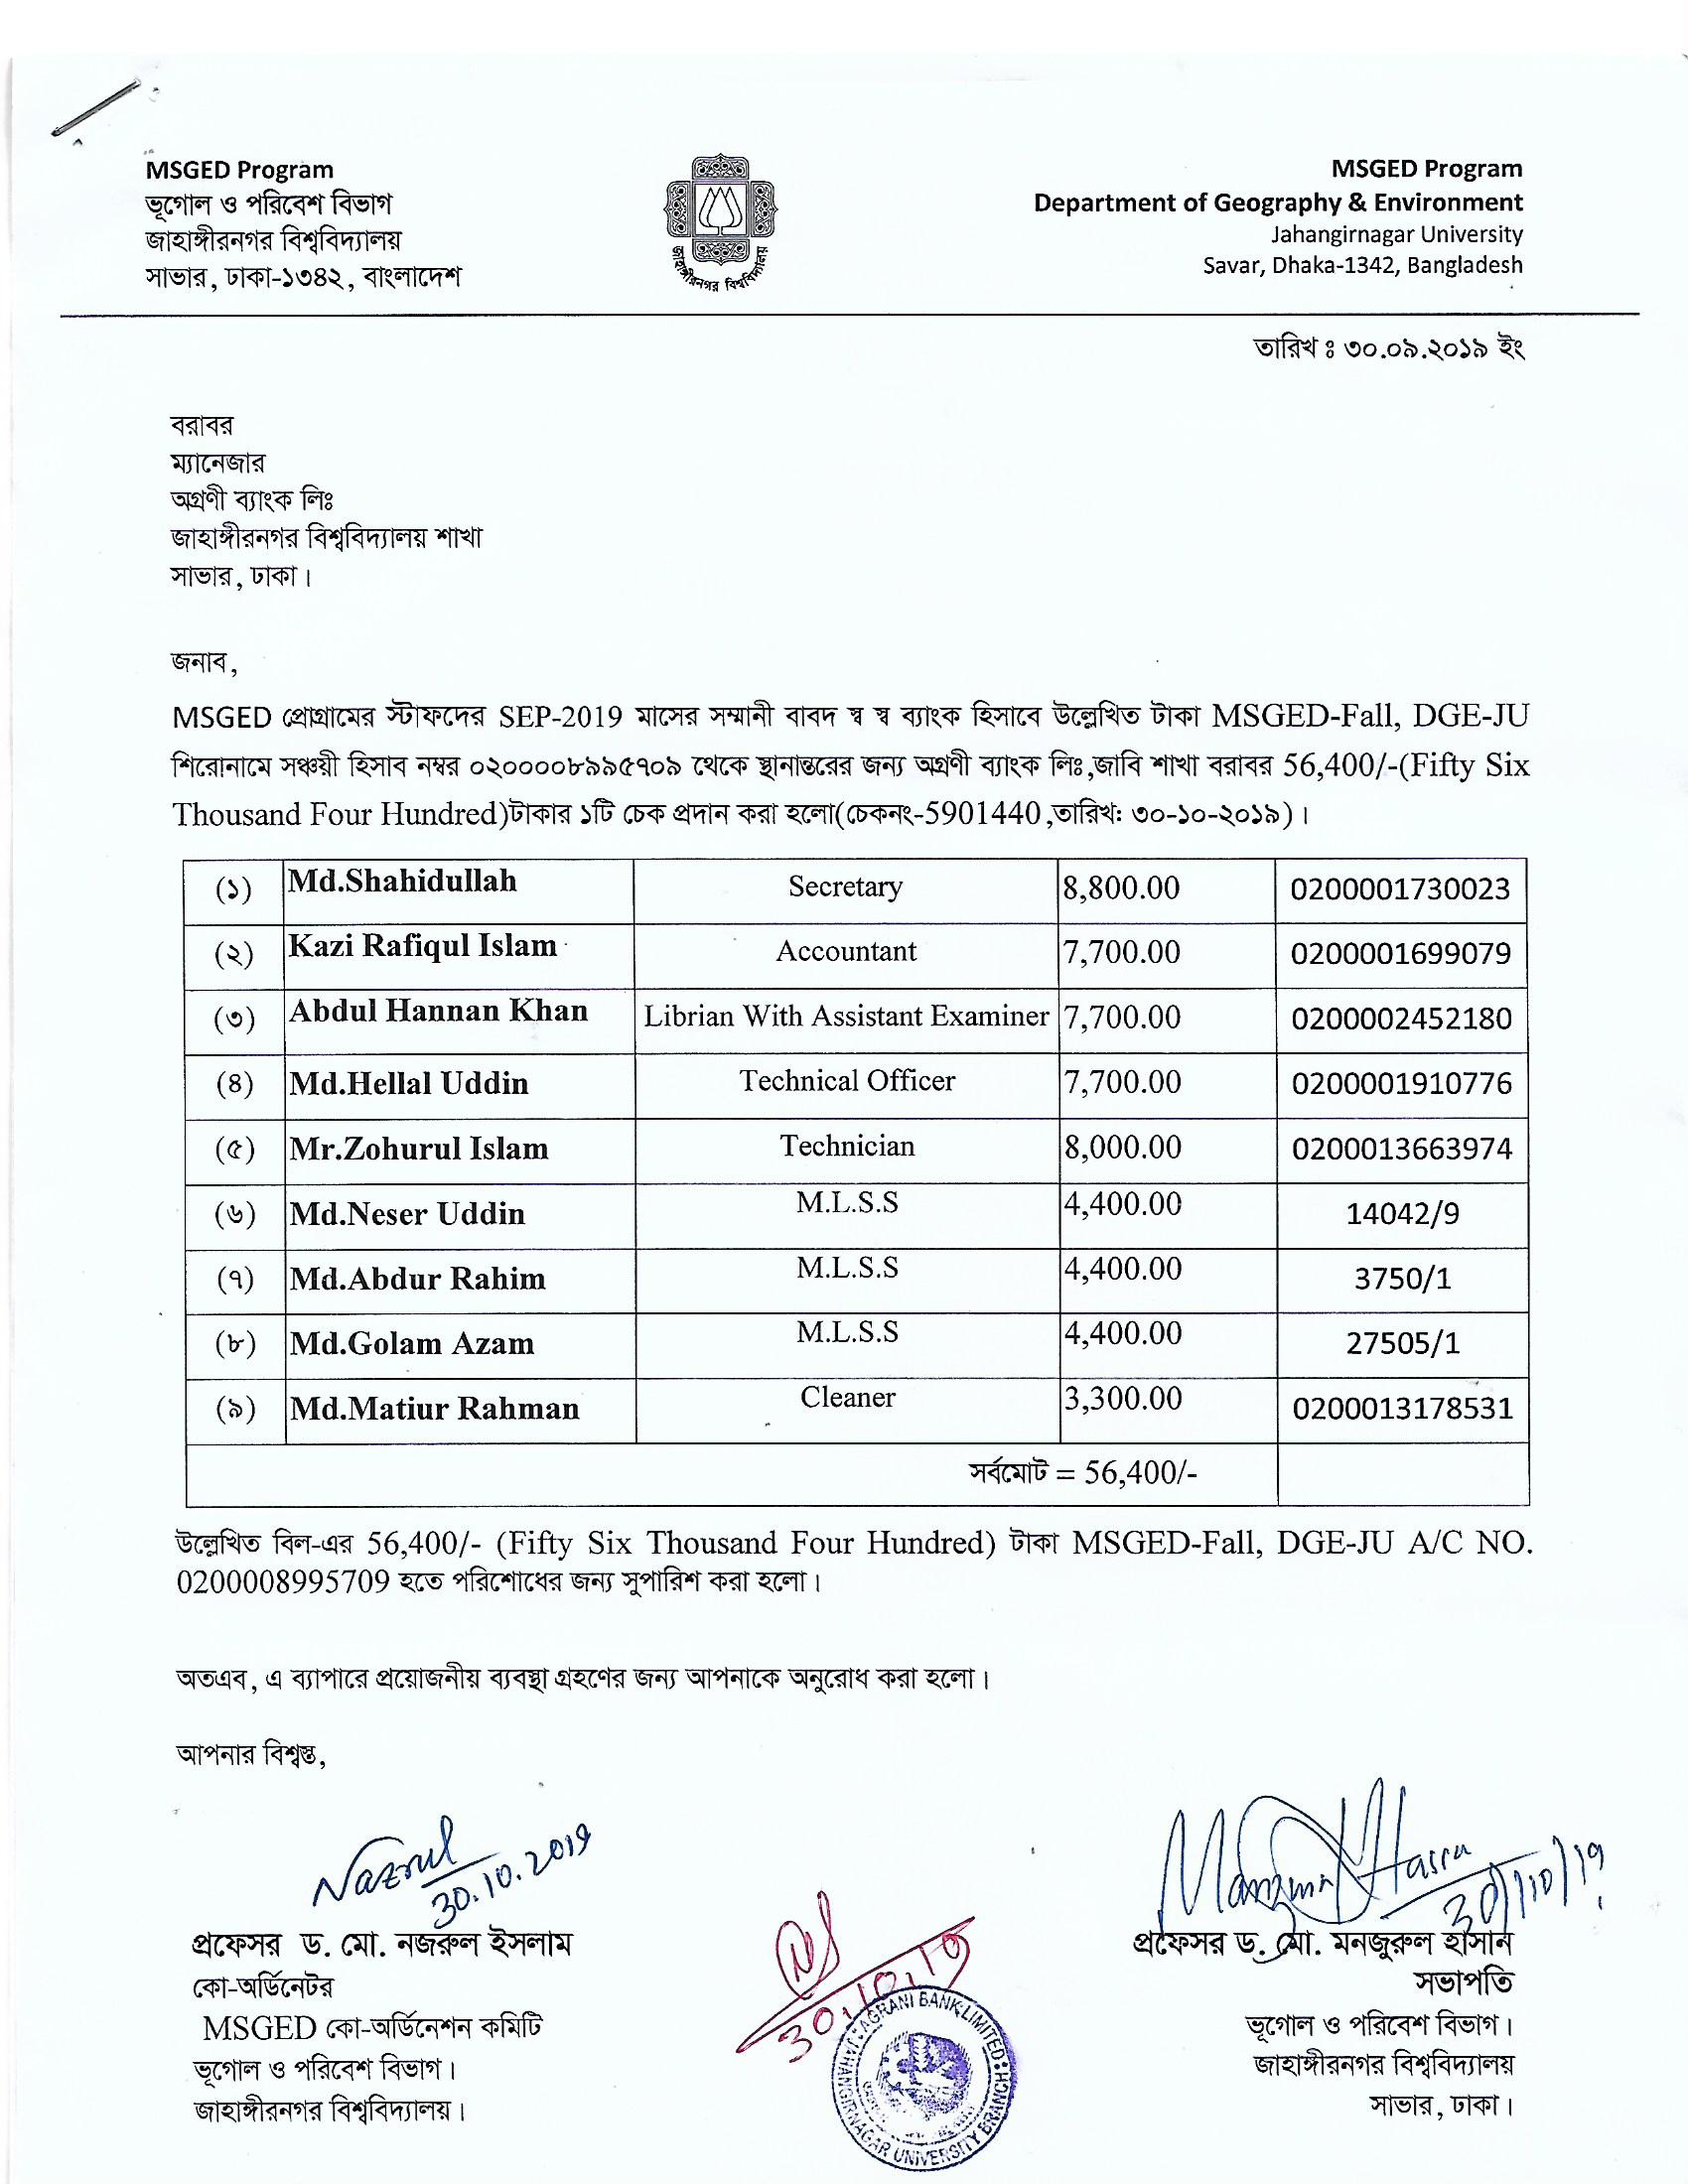 MSGED Program
ভূগোল ও পরিবেশ বিভাগ
জাহাঙ্গীরনগর বিশ্ববিদ্যালয়
সাভার, ঢাকা-১৩৪২, বাংলাদেশ
জাহাঙ্গীরনগর বিশ্ববিদ্যালয়
MSGED Program
Department of Geography & Environment
Jahangirnagar University
Savar, Dhaka-1342, Bangladesh
তারিখ ঃ ৩০.০৯.২০১৯ ইং
বরাবর
ম্যানেজার
অগ্রণী ব্যাংক লিঃ
জাহাঙ্গীরনগর বিশ্ববিদ্যালয় শাখা
সাভার, ঢাকা।
জনাব,
MSGED প্রোগ্রামের স্টাফদের SEP-2019 মাসের সম্মানী বাবদ স্ব স্ব ব্যাংক হিসাবে উল্লেখিত টাকা MSGED-Fall, DGE-JU
শিরোনামে সঞ্চয়ী হিসাব নম্বর ০২০০০০৮৯৯৫৭০৯ থেকে স্থানান্তরের জন্য অগ্রণী ব্যাংক লিঃ,জাবি শাখা বরাবর 56,400/-(Fifty Six
Thousand Four Hundred)টাকার ১টি চেক প্রদান করা হলো(চেকনং-5901440,তারিখ: ৩০-১০-২০১৯)।
(১) Md.Shahidullah Secretary 8,800.00 0200001730023
(২) Kazi Rafiqul Islam Accountant 7,700.00 0200001699079
(৩) Abdul Hannan Khan Librian With Assistant Examiner 7,700.00 0200002452180
(৪) Md.Hellal Uddin Technical Officer 7,700.00 0200001910776
(৫) Mr.Zohurul Islam Technician 8,000.00 0200013663974
(৬) Md.Neser Uddin M.L.S.S 4,400.00 14042/9
(৭) Md.Abdur Rahim M.L.S.S 4,400.00 3750/1
(৮) Md.Golam Azam M.L.S.S 4,400.00 27505/1
(৯) Md.Matiur Rahman Cleaner 3,300.00 0200013178531
সর্বমোট = 56,400/-
উল্লেখিত বিল-এর 56,400/- (Fifty Six Thousand Four Hundred) টাকা MSGED-Fall, DGE-JU A/C NO.
0200008995709 হতে পরিশোধের জন্য সুপারিশ করা হলো।
অতএব, এ ব্যাপারে প্রয়োজনীয় ব্যবস্থা গ্রহণের জন্য আপনাকে অনুরোধ করা হলো।
আপনার বিশ্বস্ত,
Nazrul
30.10.2019
প্রফেসর ড. মো. নজরুল ইসলাম
কো-অর্ডিনেটর
MSGED কো-অর্ডিনেশন কমিটি
ভূগোল ও পরিবেশ বিভাগ।
জাহাঙ্গীরনগর বিশ্ববিদ্যালয়।
30.10.19
AGRANI BANK LIMITED
JAHANGIRNAGAR UNIVERSITY BRANCH
30/10/19
প্রফেসর ড. মো. মনজুরুল হাসান
সভাপতি
ভূগোল ও পরিবেশ বিভাগ।
জাহাঙ্গীরনগর বিশ্ববিদ্যালয়
সাভার, ঢাকা।